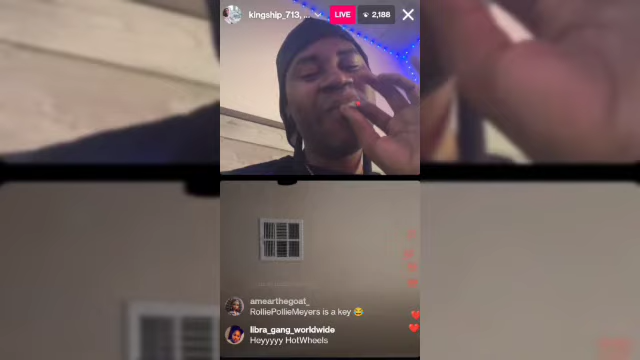 kingship_713, ... LIVE 2,188
amearthegoat_
RolliePollieMeyers is a key 😂
libra_gang_worldwide
Heyyyyy HotWheels